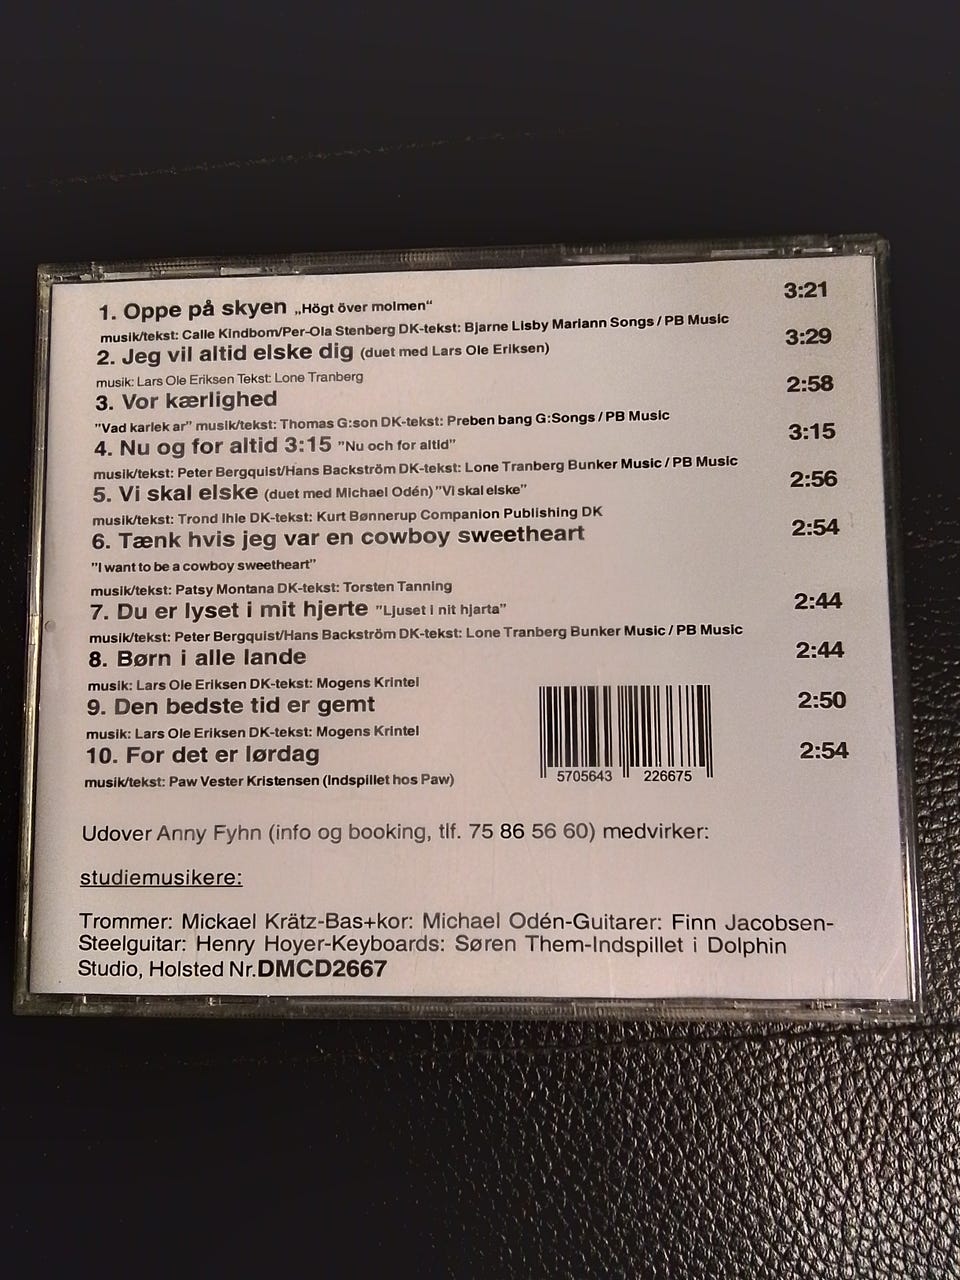 1. Oppe på skyen „Högt över molmen“ 3:21
musik/tekst: Calle Kindbom/Per-Ola Stenberg DK-tekst: Bjarne Lisby Mariann Songs / PB Music
2. Jeg vil altid elske dig (duet med Lars Ole Eriksen) 3:29
musik: Lars Ole Eriksen Tekst: Lone Tranberg
3. Vor kærlighed 2:58
"Vad karlek ar" musik/tekst: Thomas G:son DK-tekst: Preben bang G:Songs / PB Music
4. Nu og for altid 3:15 "Nu och for altid" 3:15
musik/tekst: Peter Bergquist/Hans Backström DK-tekst: Lone Tranberg Bunker Music / PB Music
5. Vi skal elske (duet med Michael Odén) "Vi skal elske" 2:56
musik/tekst: Trond Ihle DK-tekst: Kurt Bønnerup Companion Publishing DK
6. Tænk hvis jeg var en cowboy sweetheart 2:54
"I want to be a cowboy sweetheart"
musik/tekst: Patsy Montana DK-tekst: Torsten Tanning
7. Du er lyset i mit hjerte "Ljuset i nit hjarta" 2:44
musik/tekst: Peter Bergquist/Hans Backström DK-tekst: Lone Tranberg Bunker Music / PB Music
8. Børn i alle lande 2:44
musik: Lars Ole Eriksen DK-tekst: Mogens Krintel
9. Den bedste tid er gemt 2:50
musik: Lars Ole Eriksen DK-tekst: Mogens Krintel
10. For det er lørdag 2:54
musik/tekst: Paw Vester Kristensen (Indspillet hos Paw)
5705643 226675
Udover Anny Fyhn (info og booking, tlf. 75 86 56 60) medvirker:
studiemusikere:
Trommer: Mickael Krätz-Bas+kor: Michael Odén-Guitarer: Finn Jacobsen-
Steelguitar: Henry Hoyer-Keyboards: Søren Them-Indspillet i Dolphin
Studio, Holsted Nr.DMCD2667